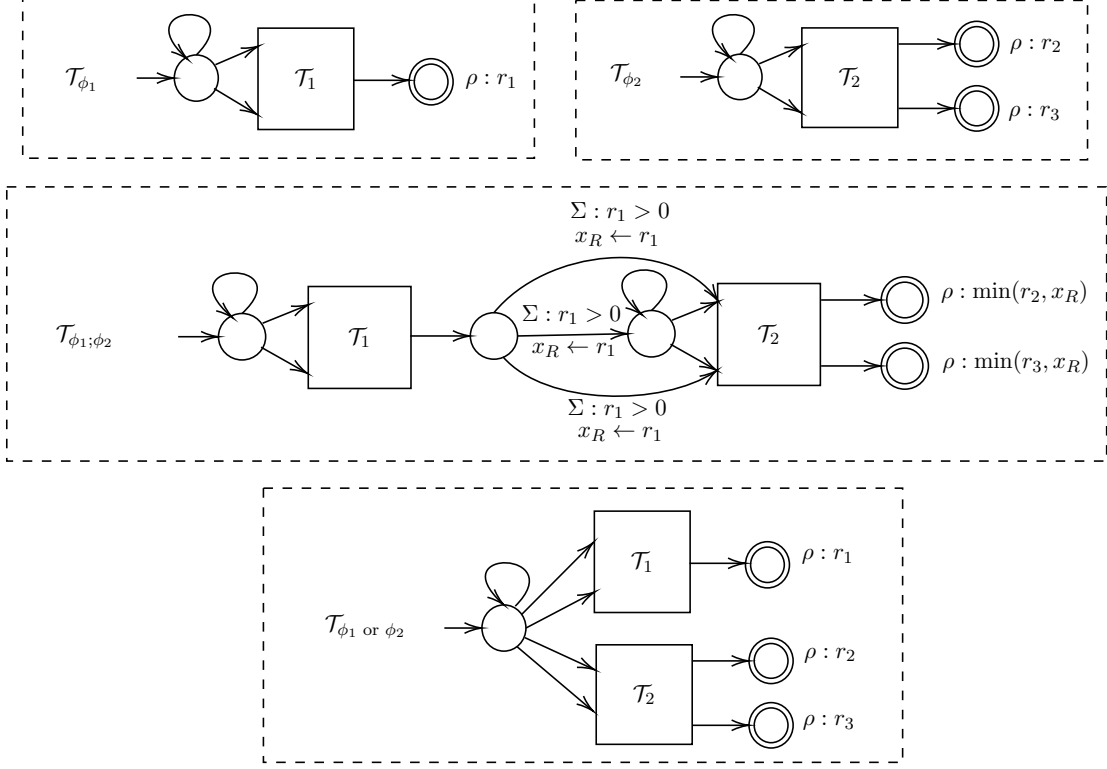 𝒯_{ϕ₁}
𝒯₁
ρ : r₁
𝒯_{ϕ₂}
𝒯₂
ρ : r₂
ρ : r₃
Σ : r₁ > 0
x_R ← r₁
𝒯_{ϕ₁;ϕ₂}
𝒯₁
Σ : r₁ > 0
x_R ← r₁
𝒯₂
ρ : min(r₂, x_R)
ρ : min(r₃, x_R)
Σ : r₁ > 0
x_R ← r₁
𝒯_{ϕ₁ or ϕ₂}
𝒯₁
ρ : r₁
𝒯₂
ρ : r₂
ρ : r₃